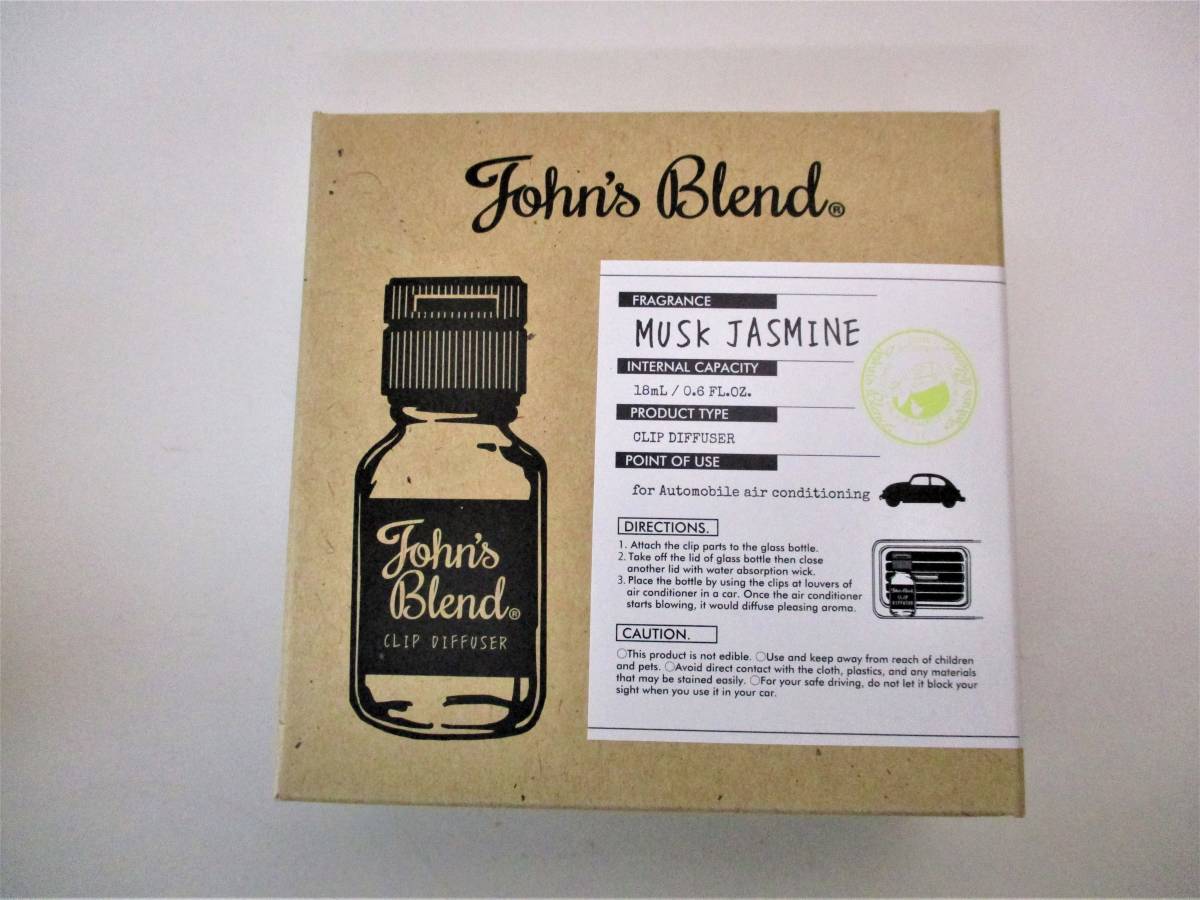 John's Blend®
FRAGRANCE
MUSK JASMINE
INTERNAL CAPACITY
18mL / 0.6 FL.OZ.
PRODUCT TYPE
CLIP DIFFUSER
POINT OF USE
for Automobile air conditioning
DIRECTIONS.
1. Attach the clip parts to the glass bottle.
2. Take off the lid of glass bottle then close
another lid with water absorption wick.
3. Place the bottle by using the clips at louvers of
air conditioner in a car. Once the air conditioner
starts blowing, it would diffuse pleasing aroma.
CAUTION.
○This product is not edible. ○Use and keep away from reach of children
and pets. ○Avoid direct contact with the cloth, plastics, and any materials
that may be stained easily. ○For your safe driving, do not let it block your
sight when you use it in your car.
John's
Blend®
CLIP DIFFUSER